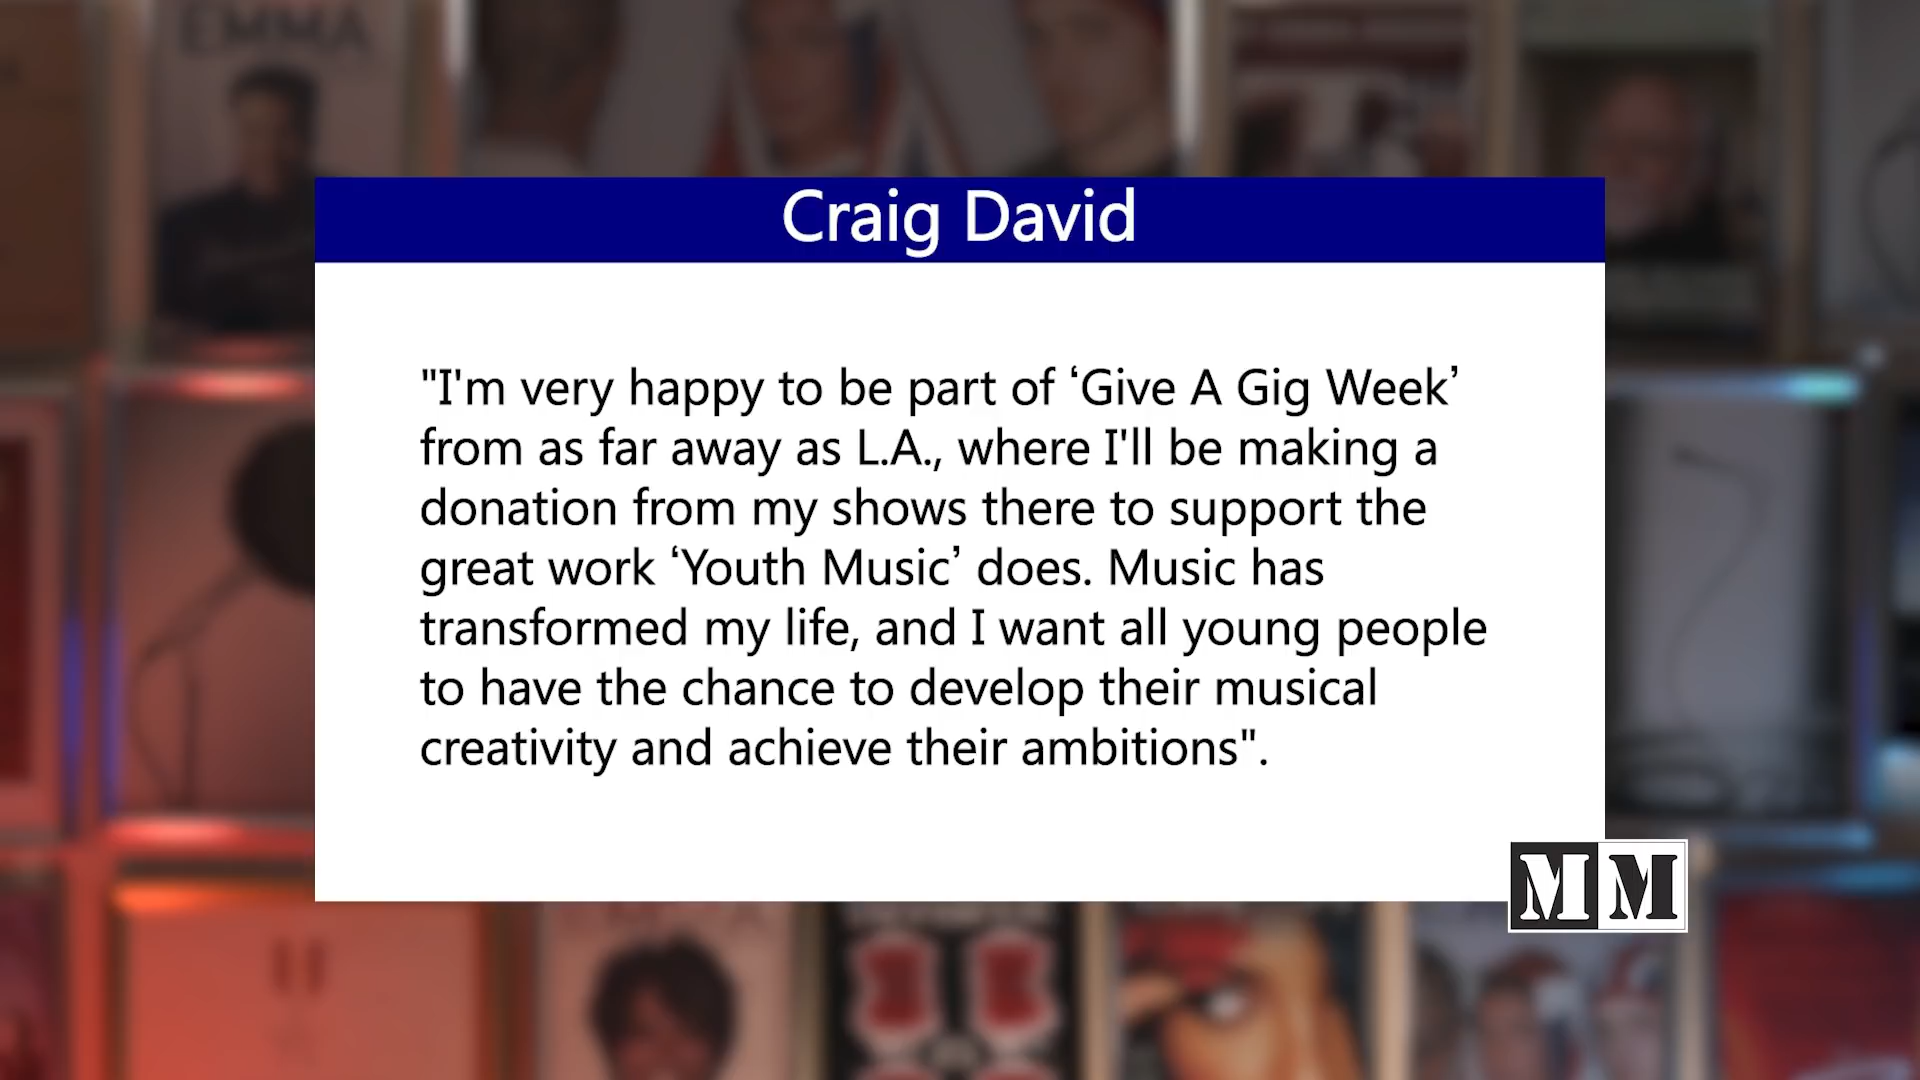 EMMA
Craig David
"I'm very happy to be part of ‘Give A Gig Week’
from as far away as L.A., where I'll be making a
donation from my shows there to support the
great work ‘Youth Music’ does. Music has
transformed my life, and I want all young people
to have the chance to develop their musical
creativity and achieve their ambitions".
MM